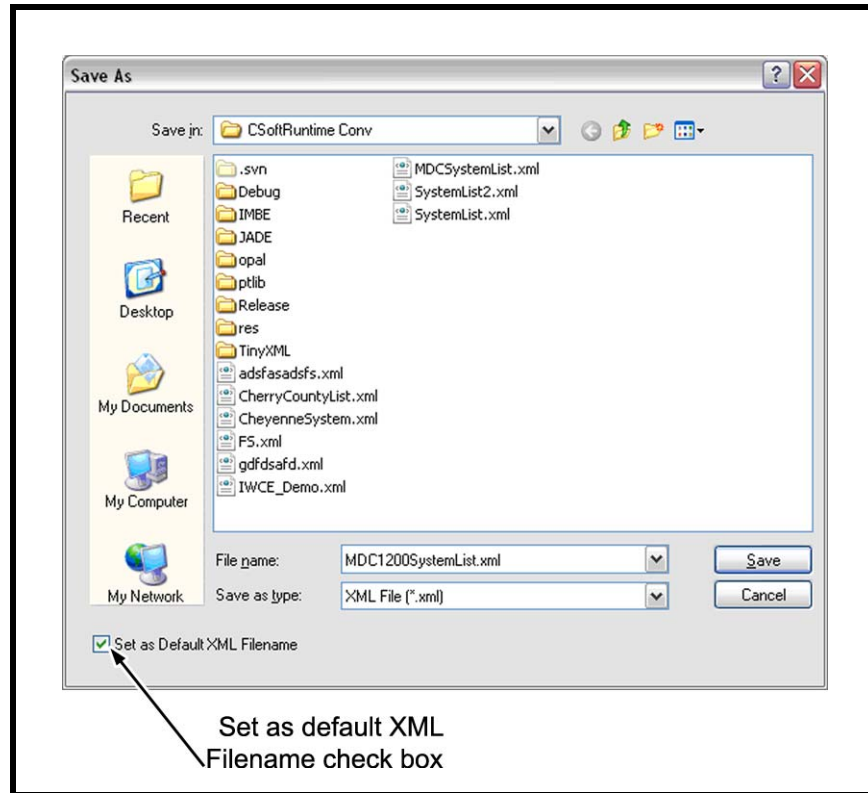 Save As
Save in: CSoftRuntime Conv
Recent
Desktop
My Documents
My Computer
My Network
.svn
Debug
IMBE
JADE
opal
ptlib
Release
res
TinyXML
adsfasadsfs.xml
CherryCountyList.xml
CheyenneSystem.xml
FS.xml
gdfdsafd.xml
IWCE_Demo.xml
MDCSystemList.xml
SystemList2.xml
SystemList.xml
File name: MDC1200SystemList.xml Save
Save as type: XML File (*.xml) Cancel
Set as Default XML Filename
Set as default XML
Filename check box